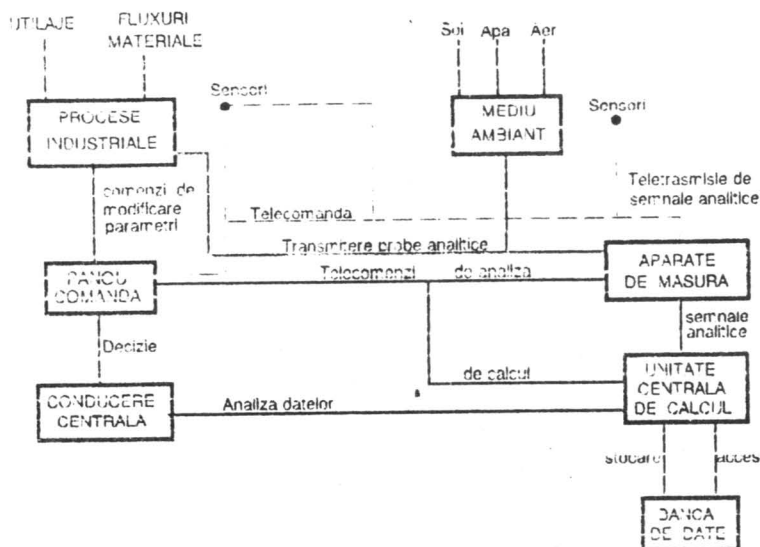 UTILAJE
FLUXURI
MATERIALE
Sol Apa Aer
Sensori
PROCESE
INDUSTRIALE
MEDIU
AMBIANT
Sensori
comenzi de
modificare
parametri
Telecomanda
Teletrasmisie de
semnale analitice
Transmitere probe analitice
PANOU
COMANDA
Telecomenzi de analiza
APARATE
DE MASURA
semnale
analitice
Decizie
de calcul
UNITATE
CENTRALA
DE CALCUL
CONDUCERE
CENTRALA
Analiza datelor
stocare
acces
BANCA
DE DATE